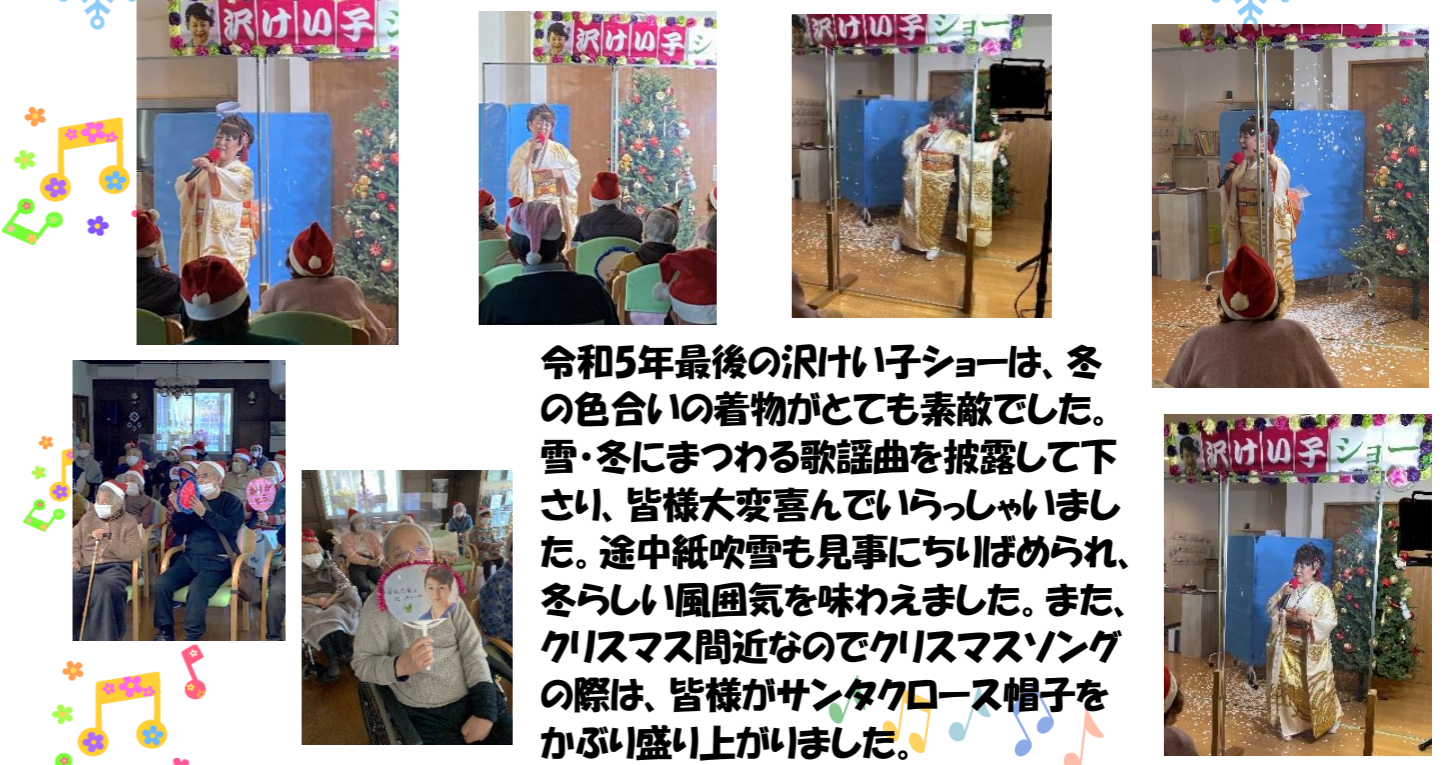 沢けい子シ
沢けい子シ
沢けい子ショー
沢けい子ショー
令和5年最後の沢けい子ショーは、冬
の色合いの着物がとても素敵でした。
雪・冬にまつわる歌謡曲を披露して下
さり、皆様大変喜んでいらっしゃいまし
た。途中紙吹雪も見事にちりばめられ、
冬らしい風囲気を味わえました。また、
クリスマス間近なのでクリスマスソング
の際は、皆様がサンタクロース帽子を
かぶり盛り上がりました。
沢けい子ショー